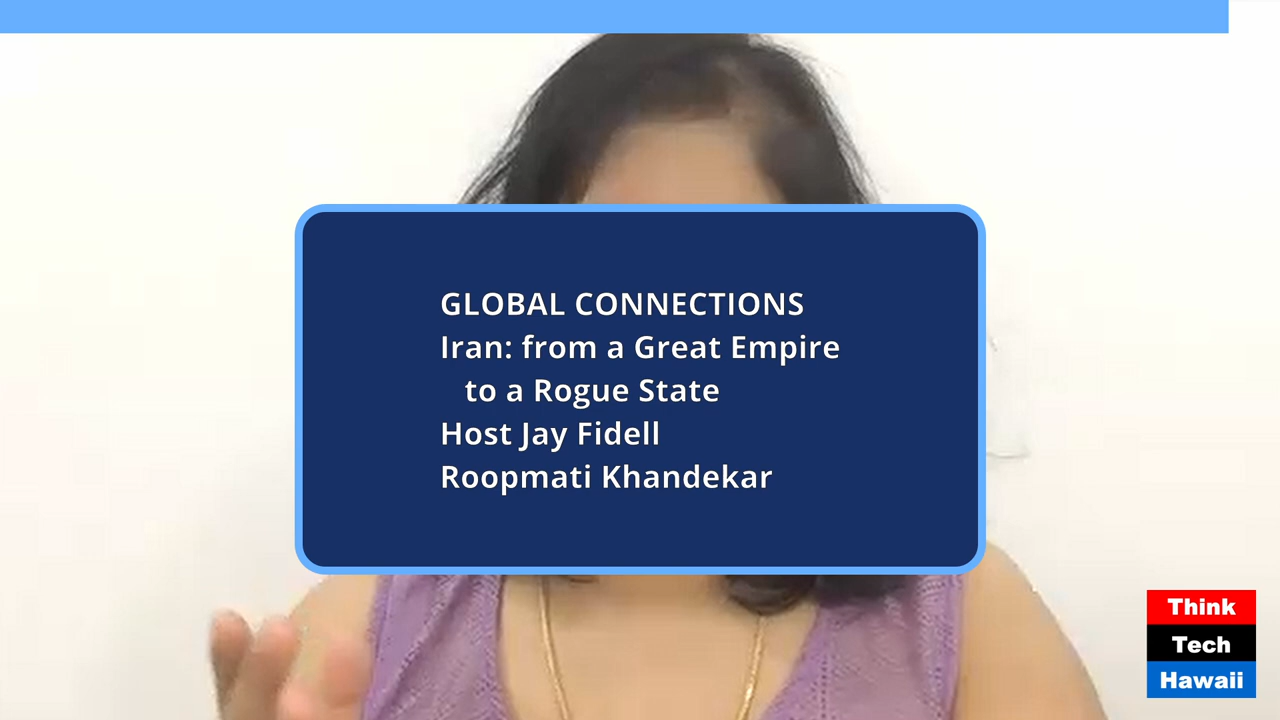 GLOBAL CONNECTIONS
Iran: from a Great Empire
to a Rogue State
Host Jay Fidell
Roopmati Khandekar
Think
Tech
Hawaii